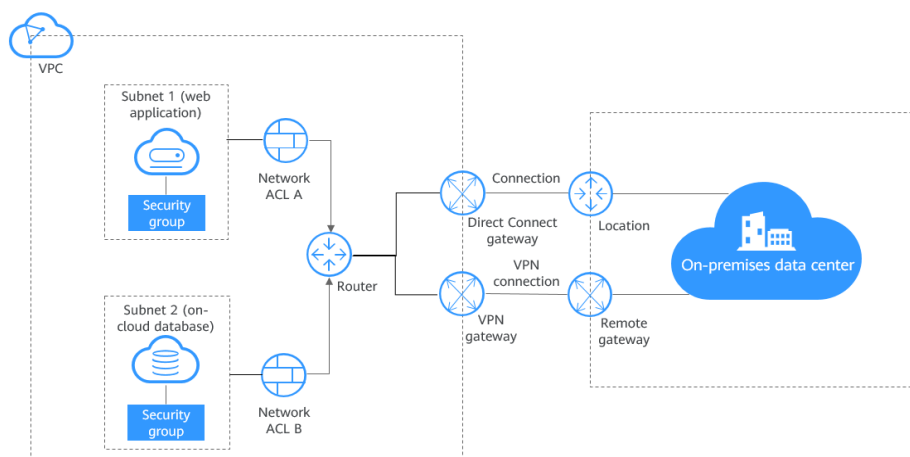 VPC
Subnet 1 (web
application)
Security
group
Network
ACL A
Router
Subnet 2 (on-
cloud database)
Security
group
Network
ACL B
Connection
Direct Connect
gateway
Location
VPN
connection
VPN
gateway
Remote
gateway
On-premises data center